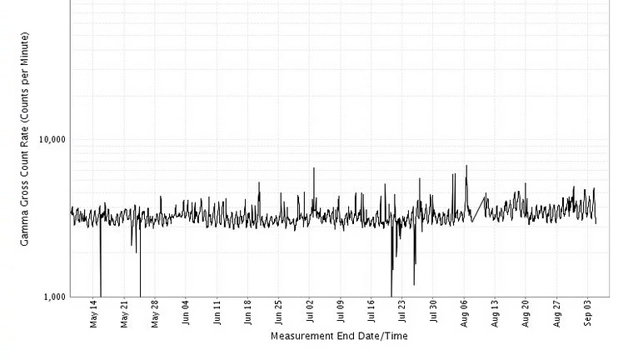 Gamma Gross Count Rate (Counts per Minute)
10,000
1,000
May 14
May 21
May 28
Jun 04
Jun 11
Jun 18
Jun 25
Jul 02
Jul 09
Jul 16
Jul 23
Jul 30
Aug 06
Aug 13
Aug 20
Aug 27
Sep 03
Measurement End Date/Time